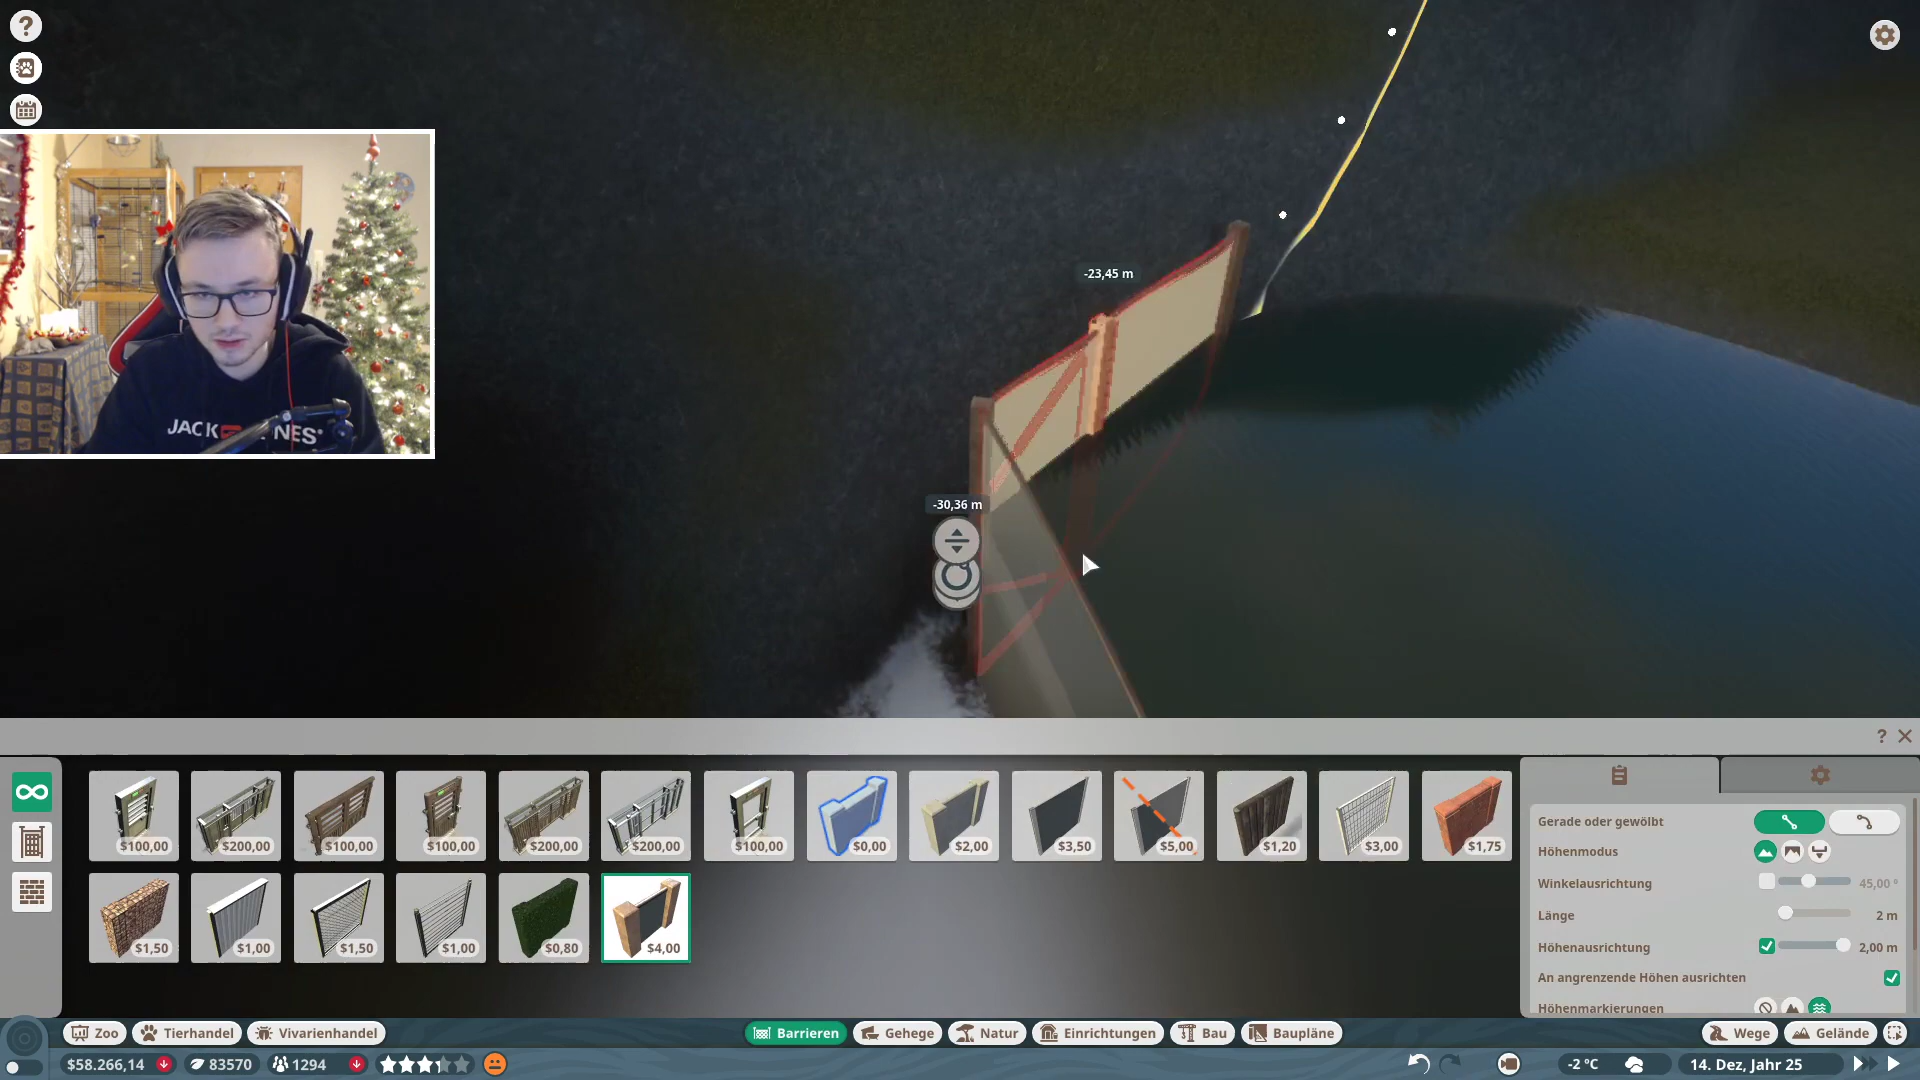 ?
-23,45 m
JACK
NES®
-30,36 m
?
$100,00
$200,00
$100,00
$100,00
$200,00
$200,00
$100,00
$0,00
$2,00
$3,50
$5,00
$1,20
$3,00
$1,75
$1,50
$1,00
$1,50
$1,00
$0,80
$4,00
Gerade oder gewölbt
Höhenmodus
Winkelausrichtung 45,00 °
Länge 2 m
Höhenausrichtung 2,00 m
An angrenzende Höhen ausrichten
Höhenmarkierungen
Zoo
Tierhandel
Vivarienhandel
Barrieren
Gehege
Natur
Einrichtungen
Bau
Baupläne
Wege
Gelände
$58.266,14
83570
1294
-2 °C
14. Dez, Jahr 25